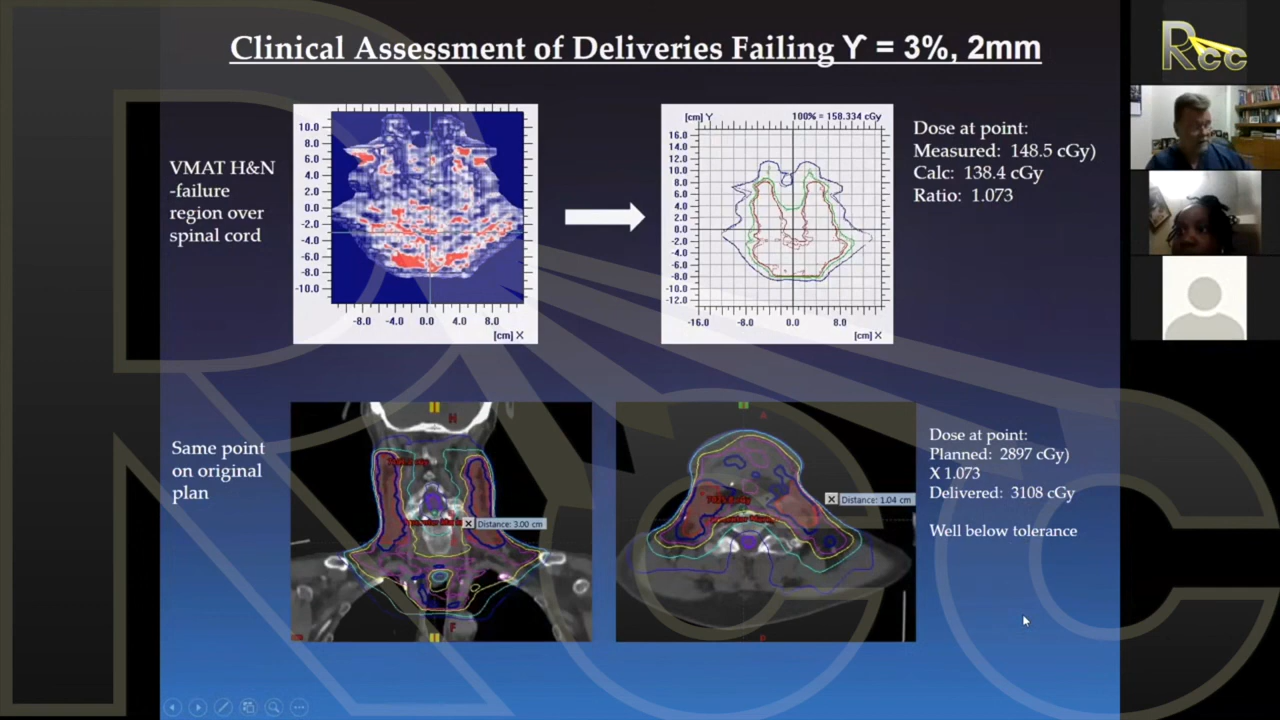 Clinical Assessment of Deliveries Failing ϒ = 3%, 2mm
Rcc
VMAT H&N
-failure
region over
spinal cord
10.0
8.0
6.0
4.0
2.0
0.0
-2.0
-4.0
-6.0
-8.0
-10.0
-8.0 -4.0 0.0 4.0 8.0
[cm] X
[cm] Y 100% = 158.334 cGy
16.0
14.0
12.0
10.0
8.0
6.0
4.0
2.0
0.0
-2.0
-4.0
-6.0
-8.0
-10.0
-12.0
-16.0 -8.0 0.0 8.0
[cm] X
Dose at point:
Measured: 148.5 cGy)
Calc: 138.4 cGy
Ratio: 1.073
Same point
on original
plan
H
Distance: 3.00 cm
F
A
Distance: 1.04 cm
P
Dose at point:
Planned: 2897 cGy)
X 1.073
Delivered: 3108 cGy
Well below tolerance